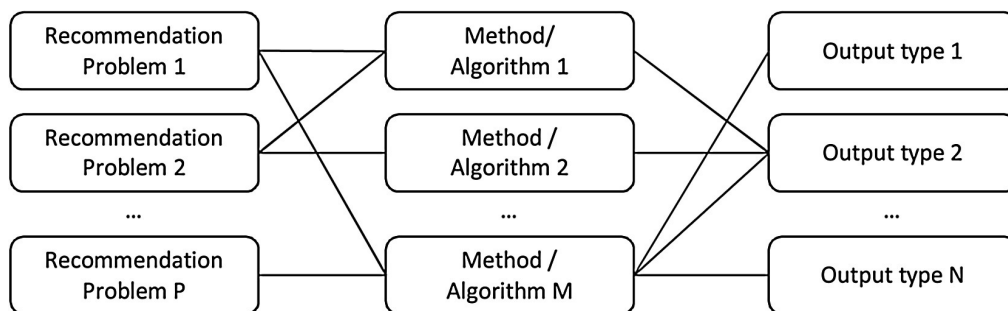 Recommendation
Problem 1
Method/
Algorithm 1
Output type 1
Recommendation
Problem 2
Method /
Algorithm 2
Output type 2
...
...
...
Recommendation
Problem P
Method /
Algorithm M
Output type N